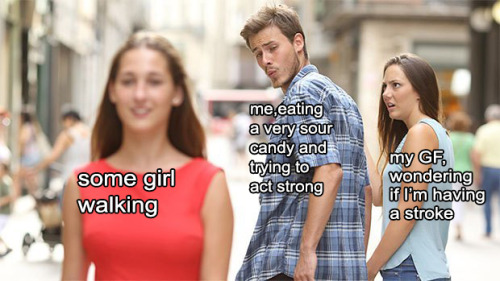 some girl
walking
me,eating
a very sour
candy and
trying to
act strong
my GF,
wondering
if I'm having
a stroke